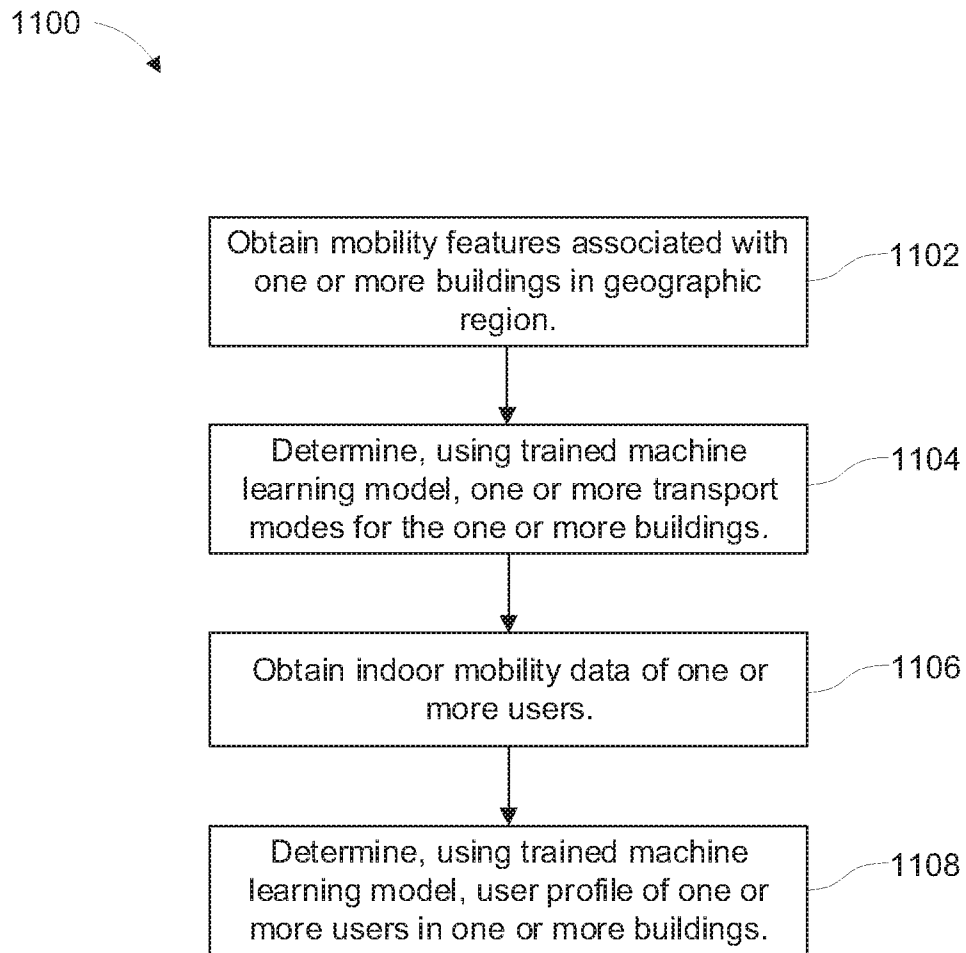 1100
Obtain mobility features associated with
one or more buildings in geographic
region.
1102
Determine, using trained machine
learning model, one or more transport
modes for the one or more buildings.
1104
Obtain indoor mobility data of one or
more users.
1106
Determine, using trained machine
learning model, user profile of one or
more users in one or more buildings.
1108